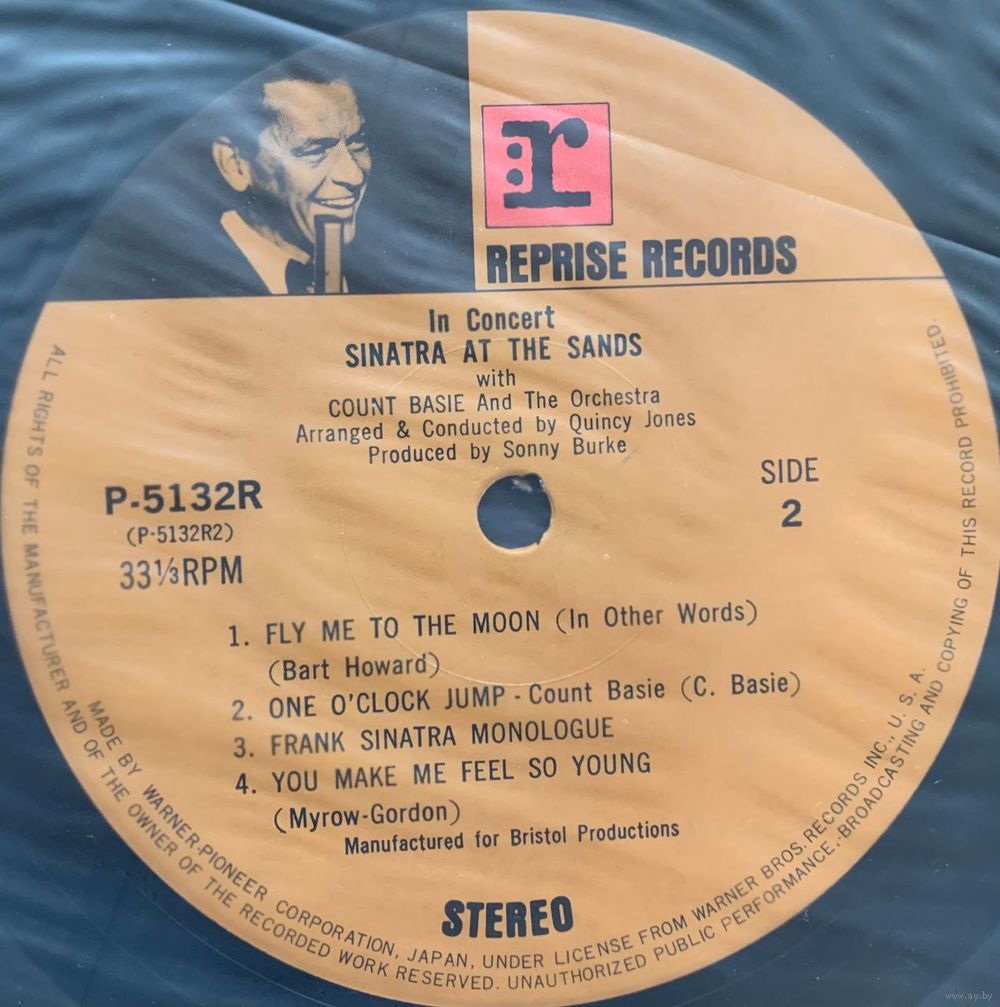 r
REPRISE RECORDS
In Concert
SINATRA AT THE SANDS
with
COUNT BASIE And The Orchestra
Arranged & Conducted by Quincy Jones
Produced by Sonny Burke
P-5132R
(P-5132R2)
33⅓RPM
SIDE
2
1. FLY ME TO THE MOON (In Other Words)
(Bart Howard)
2. ONE O'CLOCK JUMP - Count Basie (C. Basie)
3. FRANK SINATRA MONOLOGUE
4. YOU MAKE ME FEEL SO YOUNG
(Myrow-Gordon)
Manufactured for Bristol Productions
STEREO
MADE BY WARNER-PIONEER CORPORATION, JAPAN, UNDER LICENSE FROM WARNER BROS. RECORDS INC., U. S. A.
ALL RIGHTS OF THE MANUFACTURER AND OF THE OWNER OF THE RECORDED WORK RESERVED. UNAUTHORIZED PUBLIC PERFORMANCE, BROADCASTING AND COPYING OF THIS RECORD PROHIBITED.
www.ay.by